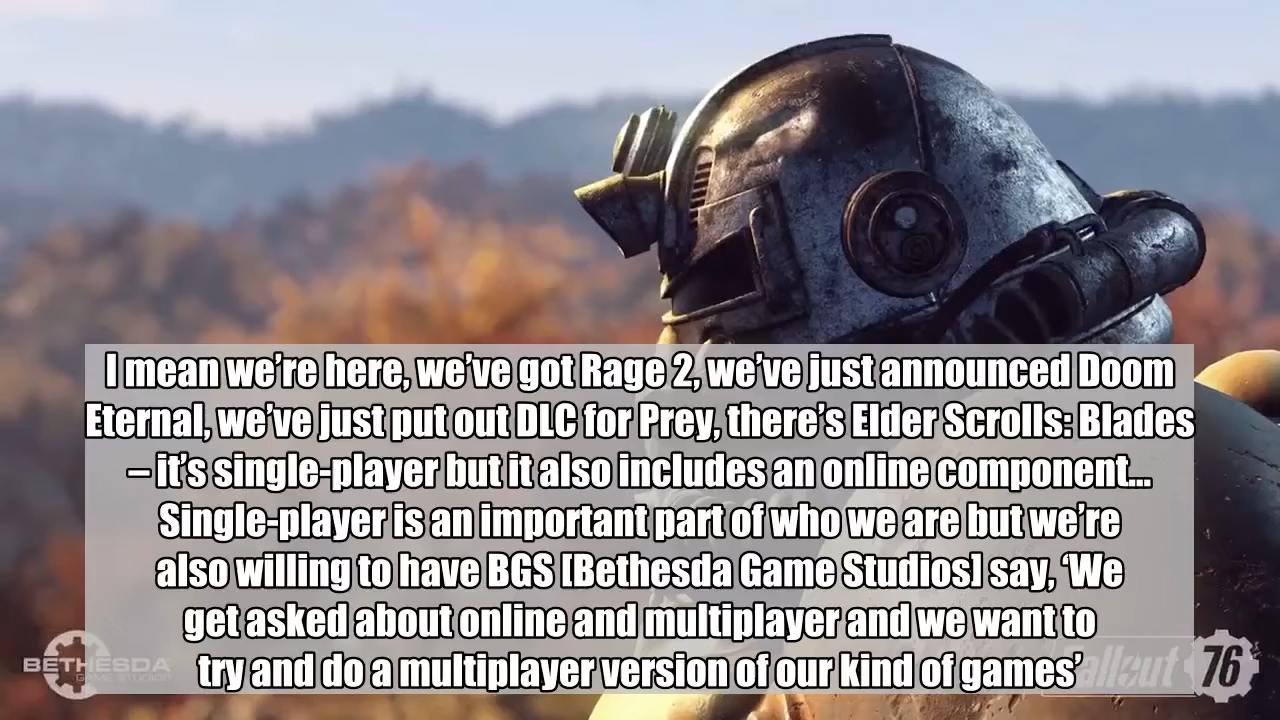 I mean we’re here, we’ve got Rage 2, we’ve just announced Doom
Eternal, we’ve just put out DLC for Prey, there’s Elder Scrolls: Blades
– it’s single-player but it also includes an online component...
Single-player is an important part of who we are but we’re
also willing to have BGS [Bethesda Game Studios] say, ‘We
get asked about online and multiplayer and we want to
try and do a multiplayer version of our kind of games’
BETHESDA
GAME STUDIOS
Fallout 76